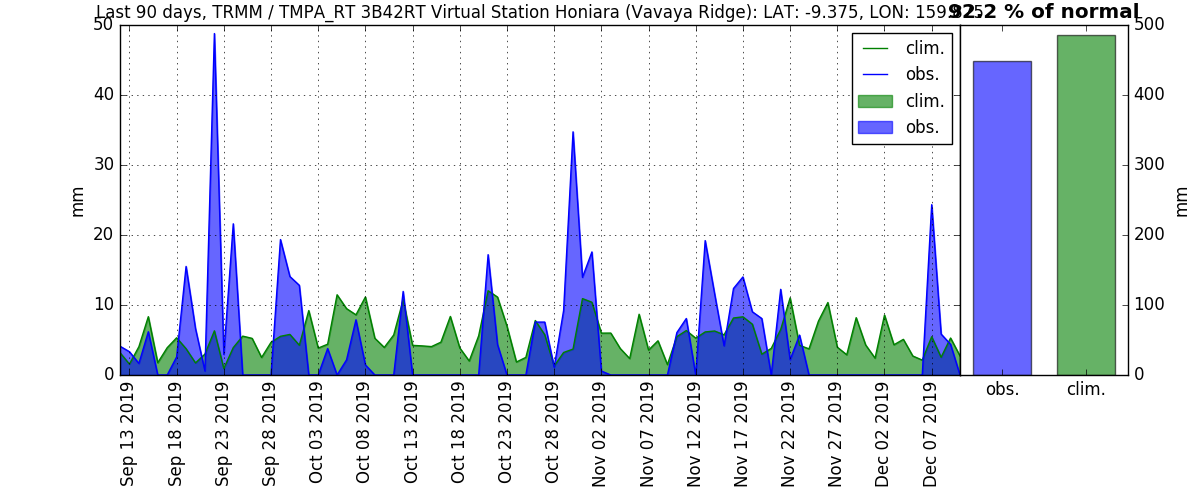 Last 90 days, TRMM / TMPA_RT 3B42RT Virtual Station Honiara (Vavaya Ridge): LAT: -9.375, LON:
92.2 % of normal
50
40
30
20
10
0
mm
clim.
obs.
clim.
obs.
500
400
300
200
100
0
mm
Sep 13 2019
Sep 18 2019
Sep 23 2019
Sep 28 2019
Oct 03 2019
Oct 08 2019
Oct 13 2019
Oct 18 2019
Oct 23 2019
Oct 28 2019
Nov 02 2019
Nov 07 2019
Nov 12 2019
Nov 17 2019
Nov 22 2019
Nov 27 2019
Dec 02 2019
Dec 07 2019
obs.
clim.